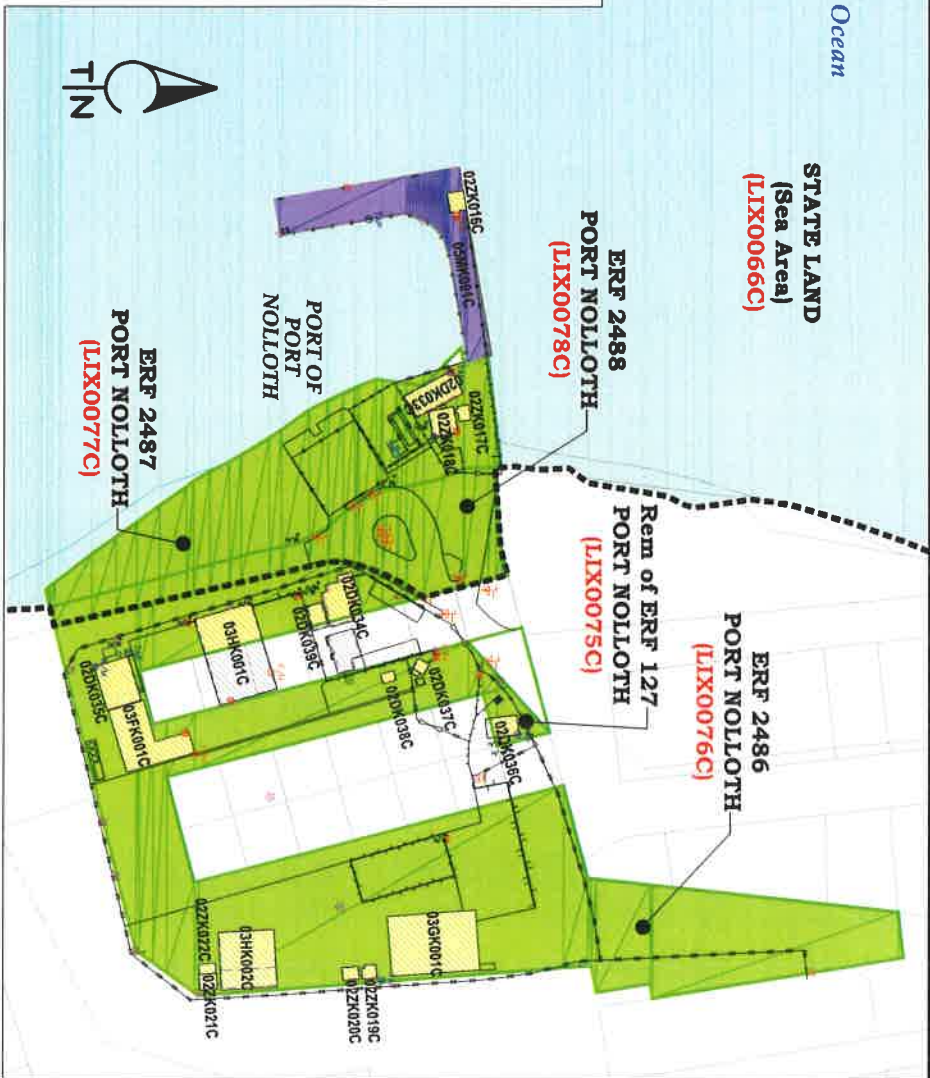 Ocean
STATE LAND
(Sea Area)
(LIX0066C)
ERF 2488
PORT NOLLOTH
(LIX0078C)
Rem of ERF 127
PORT NOLLOTH
(LIX0075C)
ERF 2486
PORT NOLLOTH
(LIX0076C)
02ZK016C
05MK001C
PORT OF
PORT
NOLLOTH
ERF 2487
PORT NOLLOTH
(LIX0077C)
02DK033C
02ZK017C
02ZK018C
02DK034C
02DK039C
03HK001C
02DK037C
02DK038C
02DK036C
02DK035C
03FK001C
03GK001C
02ZK019C
02ZK020C
03HK002C
02ZK022C
02ZK021C
T N